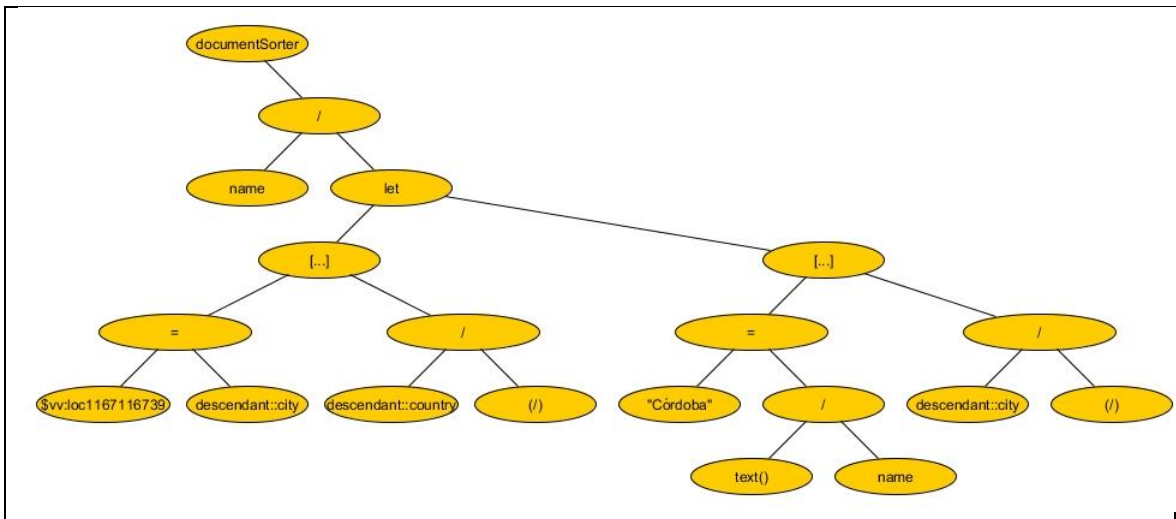 documentSorter
/
name let
[...] [...]
= / = /
$vv:loc1167116739 descendant::city descendant::country (/) "Córdoba" / descendant::city (/)
text() name